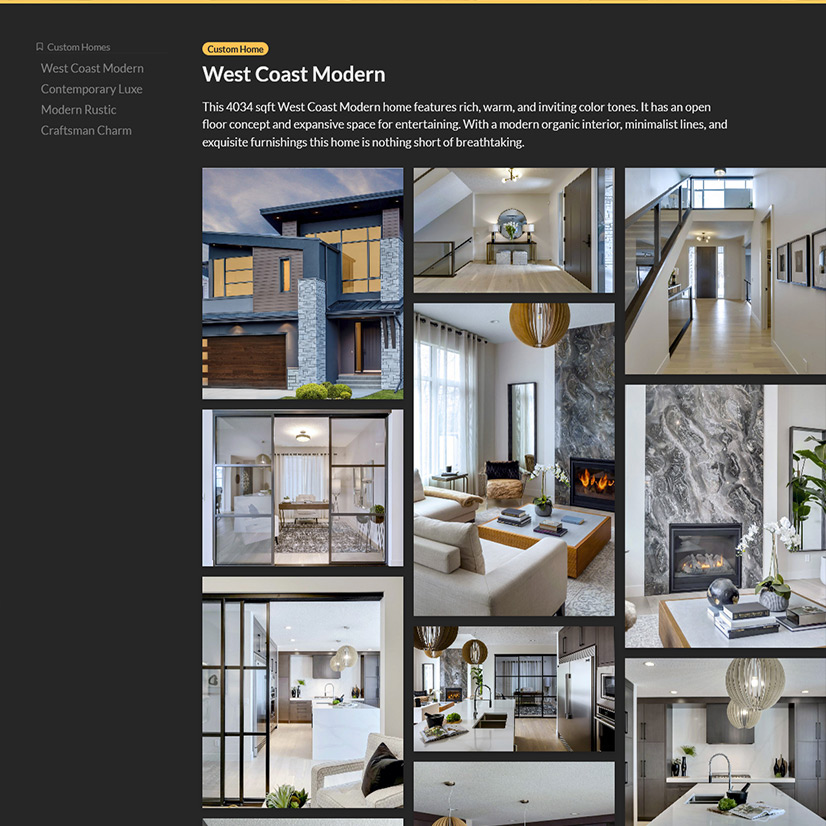 Custom Homes
West Coast Modern
Contemporary Luxe
Modern Rustic
Craftsman Charm
Custom Home
West Coast Modern
This 4034 sqft West Coast Modern home features rich, warm, and inviting color tones. It has an open
floor concept and expansive space for entertaining. With a modern organic interior, minimalist lines, and
exquisite furnishings this home is nothing short of breathtaking.